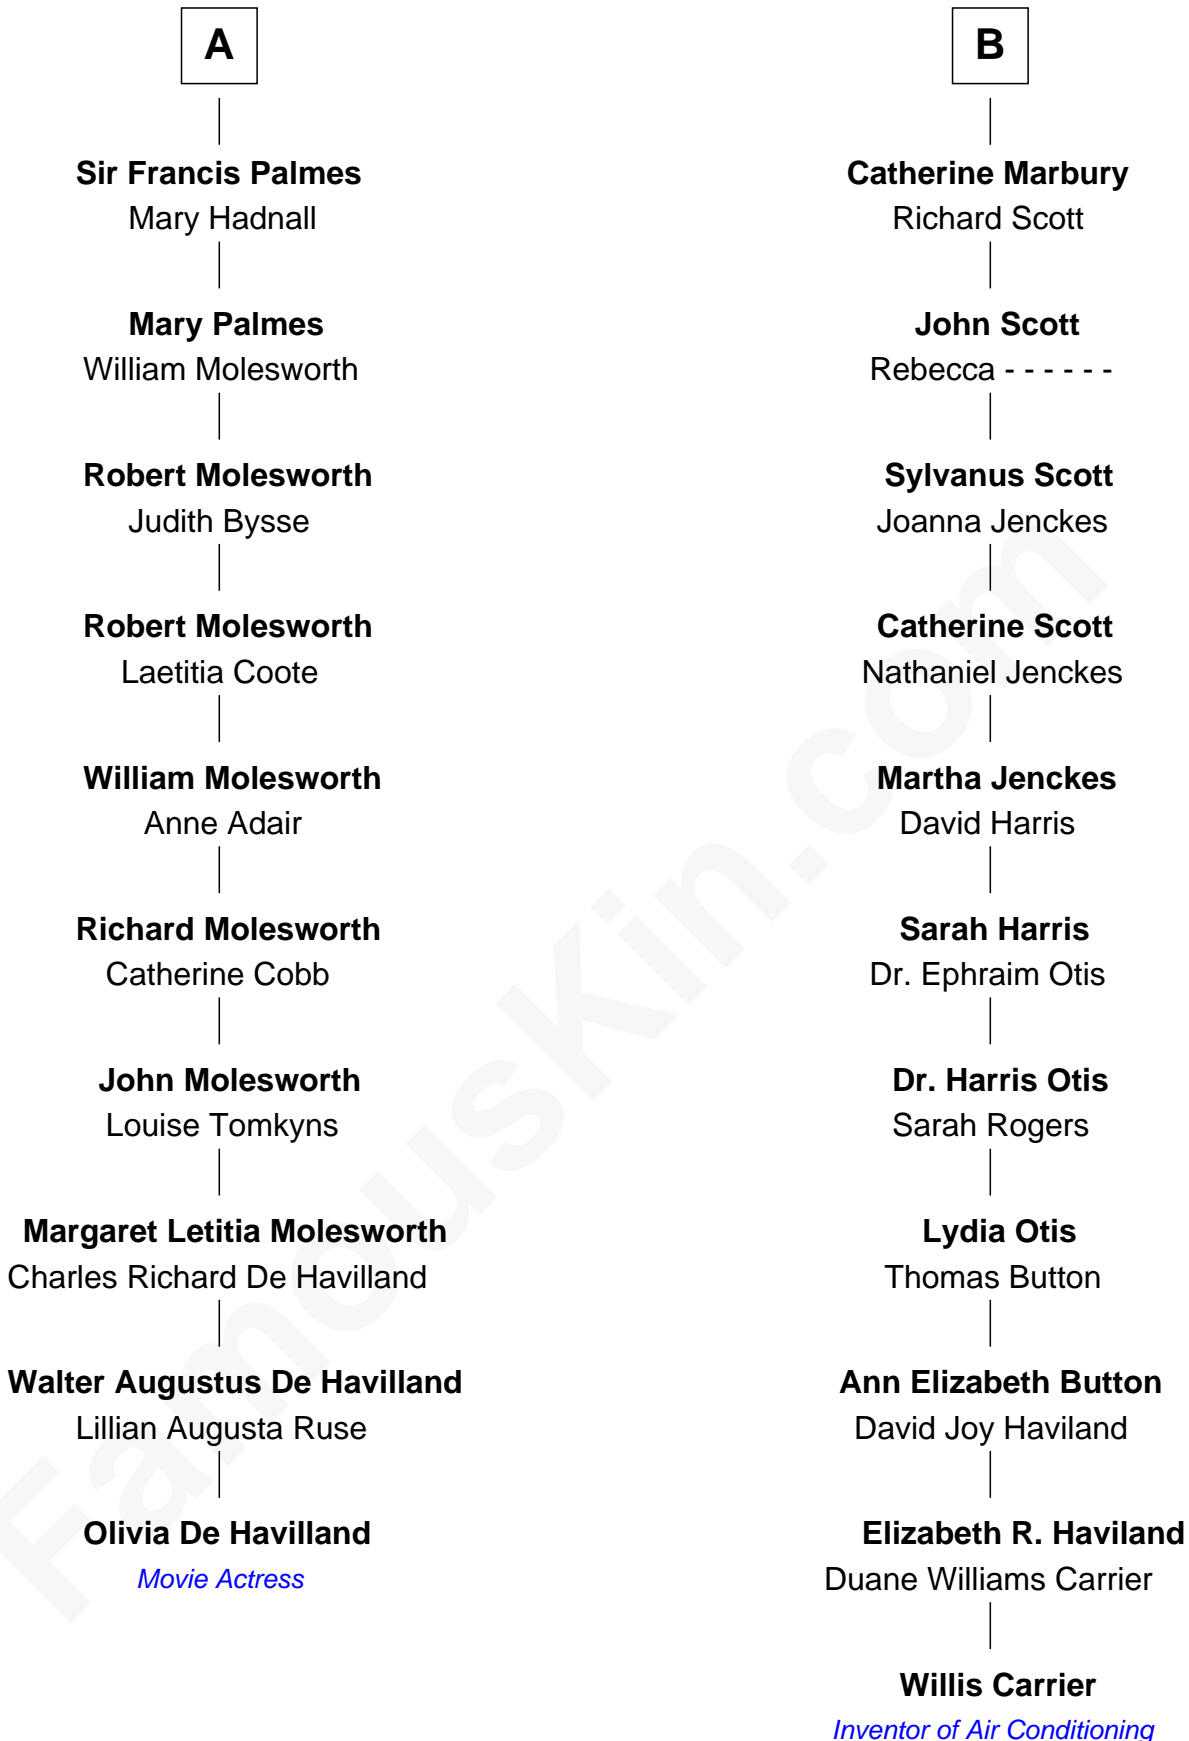 A
Sir Francis Palmes
Mary Hadnall
Mary Palmes
William Molesworth
Robert Molesworth
Judith Bysse
Robert Molesworth
Laetitia Coote
William Molesworth
Anne Adair
Richard Molesworth
Catherine Cobb
John Molesworth
Louise Tomkyns
Margaret Letitia Molesworth
Charles Richard De Havilland
Walter Augustus De Havilland
Lillian Augusta Ruse
Olivia De Havilland
Movie Actress
B
Catherine Marbury
Richard Scott
John Scott
Rebecca - - - - - -
Sylvanus Scott
Joanna Jenckes
Catherine Scott
Nathaniel Jenckes
Martha Jenckes
David Harris
Sarah Harris
Dr. Ephraim Otis
Dr. Harris Otis
Sarah Rogers
Lydia Otis
Thomas Button
Ann Elizabeth Button
David Joy Haviland
Elizabeth R. Haviland
Duane Williams Carrier
Willis Carrier
Inventor of Air Conditioning
FamousKin.com